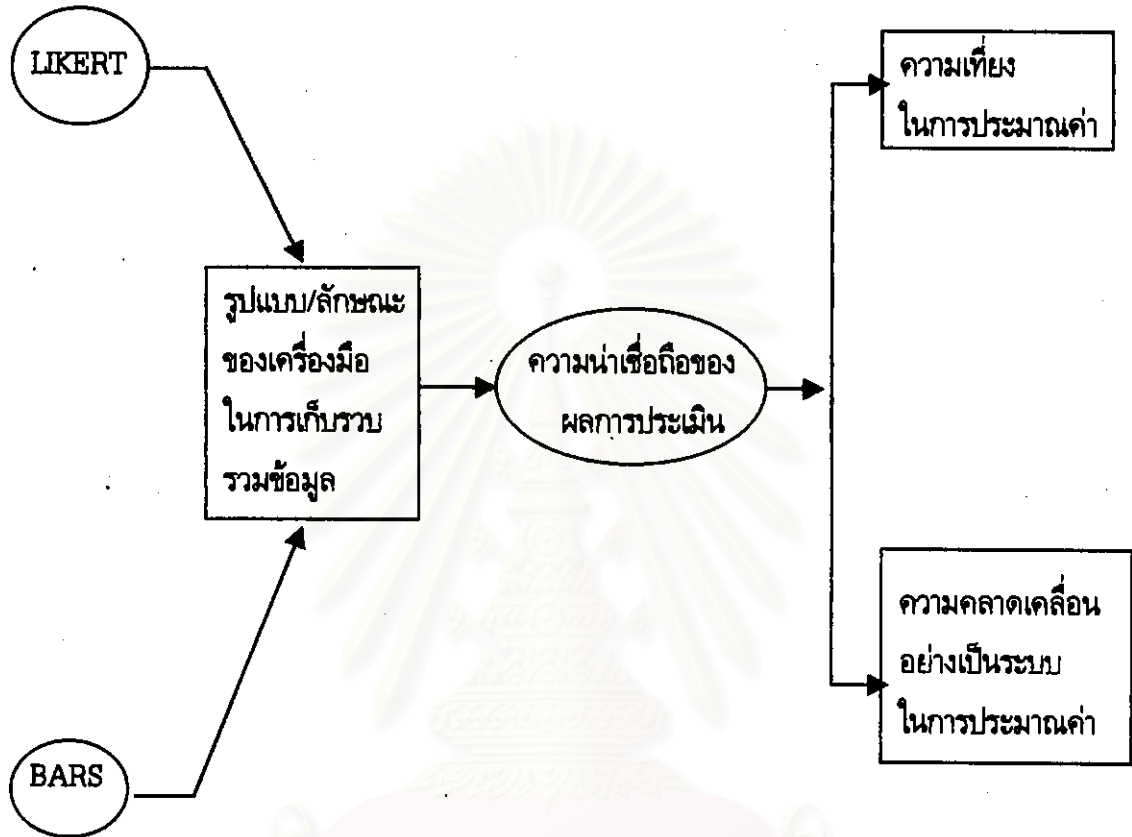 LIKERT
ความเที่ยง
ในการประมาณค่า
รูปแบบ/ลักษณะ
ของเครื่องมือ
ในการเก็บรวบ
รวมข้อมูล
ความน่าเชื่อถือของ
ผลการประเมิน
ความคลาดเคลื่อน
อย่างเป็นระบบ
ในการประมาณค่า
BARS